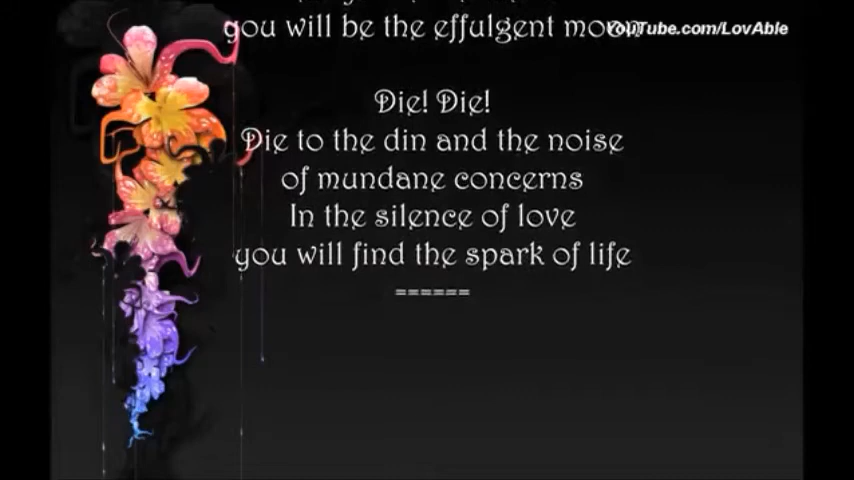 you will be the effulgent moon
YouTube.com/LovAble
Die! Die!
Die to the din and the noise
of mundane concerns
In the silence of love
you will find the spark of life
======